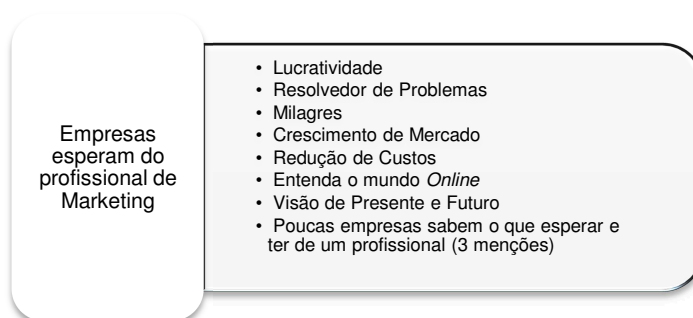 Empresas
esperam do
profissional de
Marketing
• Lucratividade
• Resolvedor de Problemas
• Milagres
• Crescimento de Mercado
• Redução de Custos
• Entenda o mundo Online
• Visão de Presente e Futuro
• Poucas empresas sabem o que esperar e
ter de um profissional (3 menções)